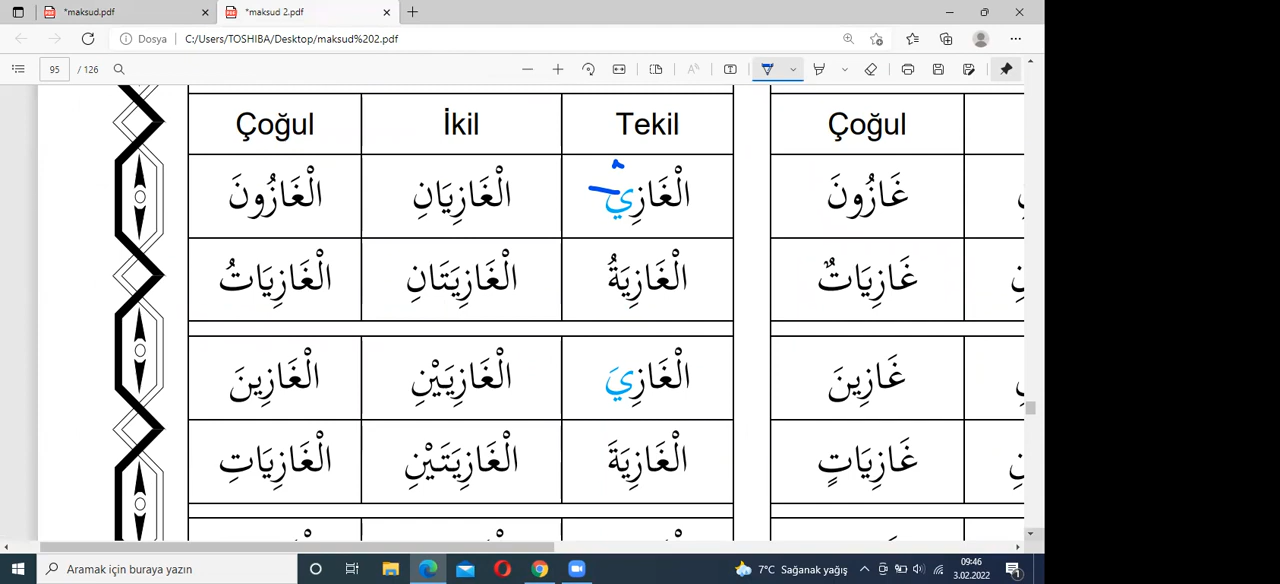 *maksud.pdf
*maksud 2.pdf
Dosya
C:/Users/TOSHIBA/Desktop/maksud%202.pdf
95 / 126
Çoğul İkil Tekil Çoğul
الْغَازِي الْغَازِيَانِ الْغَازُونَ غَازُونَ
الْغَازِيَةُ الْغَازِيَتَانِ الْغَازِيَاتُ غَازِيَاتٌ
الْغَازِيَ الْغَازِيَيْنِ الْغَازِينَ غَازِينَ
الْغَازِيَةَ الْغَازِيَتَيْنِ الْغَازِيَاتِ غَازِيَاتٍ
Aramak için buraya yazın
7°C Sağanak yağış
09:46
3.02.2022